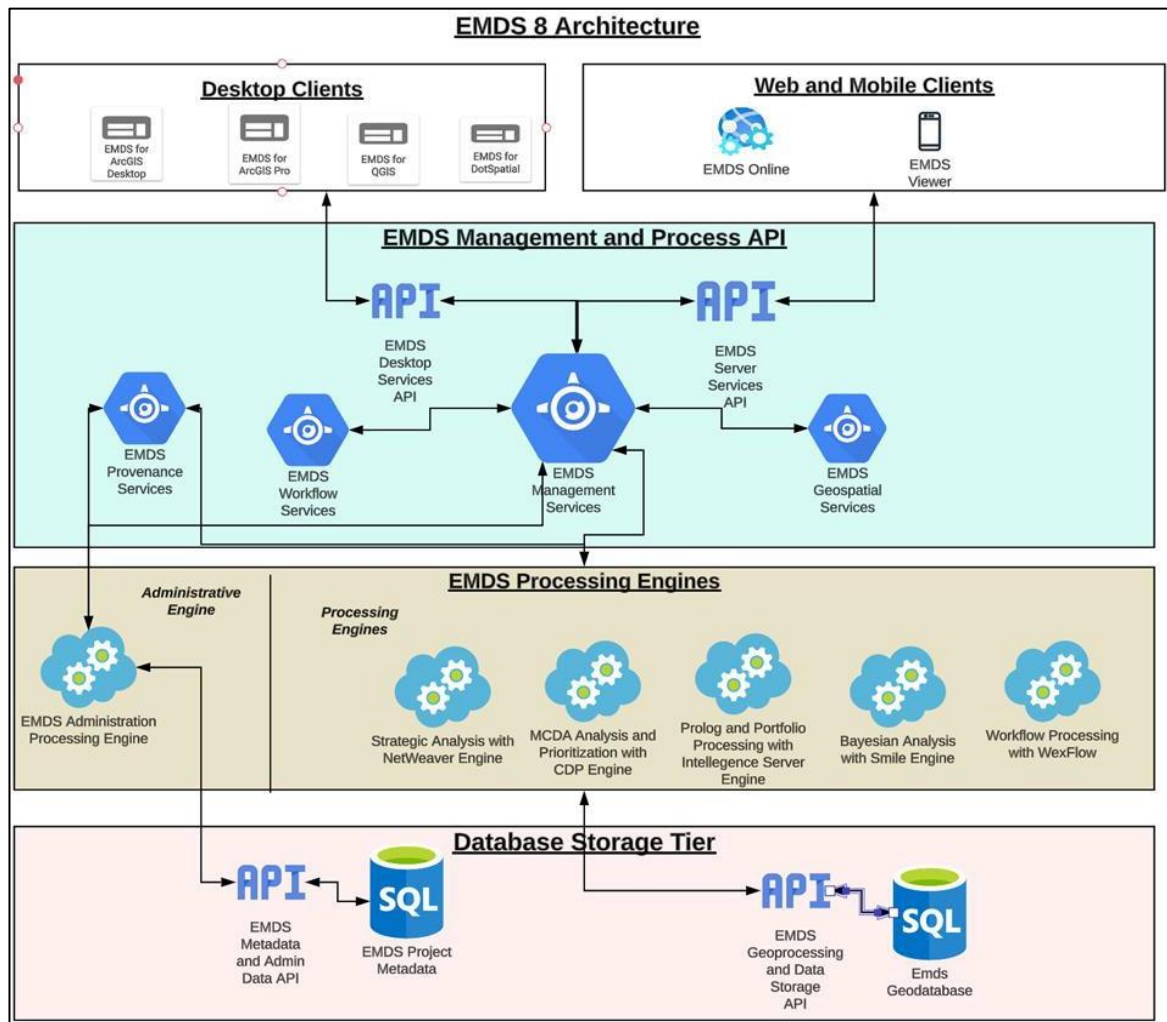 EMDS 8 Architecture
Desktop Clients
EMDS for
ArcGIS
Desktop
EMDS for
ArcGIS Pro
EMDS for
QGIS
EMDS for
DotSpatial
Web and Mobile Clients
EMDS Online
EMDS
Viewer
EMDS Management and Process API
API
EMDS
Desktop
Services
API
API
EMDS
Server
Services
API
EMDS
Provenance
Services
EMDS
Workflow
Services
EMDS
Management
Services
EMDS
Geospatial
Services
EMDS Processing Engines
Administrative
Engine
Processing
Engines
EMDS Administration
Processing Engine
Strategic Analysis with
NetWeaver Engine
MCDA Analysis and
Prioritization with
CDP Engine
Prolog and Portfolio
Processing with
Intellegence Server
Engine
Bayesian Analysis
with Smile Engine
Workflow Processing
with WexFlow
Database Storage Tier
API
EMDS
Metadata
and Admin
Data API
SQL
EMDS Project
Metadata
API
EMDS
Geoprocessing
and Data
Storage
API
SQL
Emds
Geodatabase